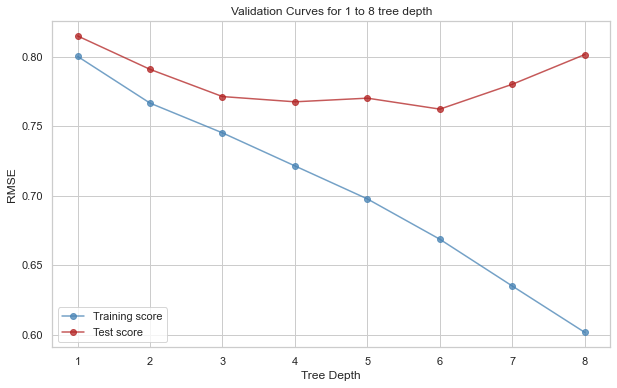 Validation Curves for 1 to 8 tree depth
0.80
0.75
0.70
0.65
0.60
RMSE
Training score
Test score
1 2 3 4 5 6 7 8
Tree Depth